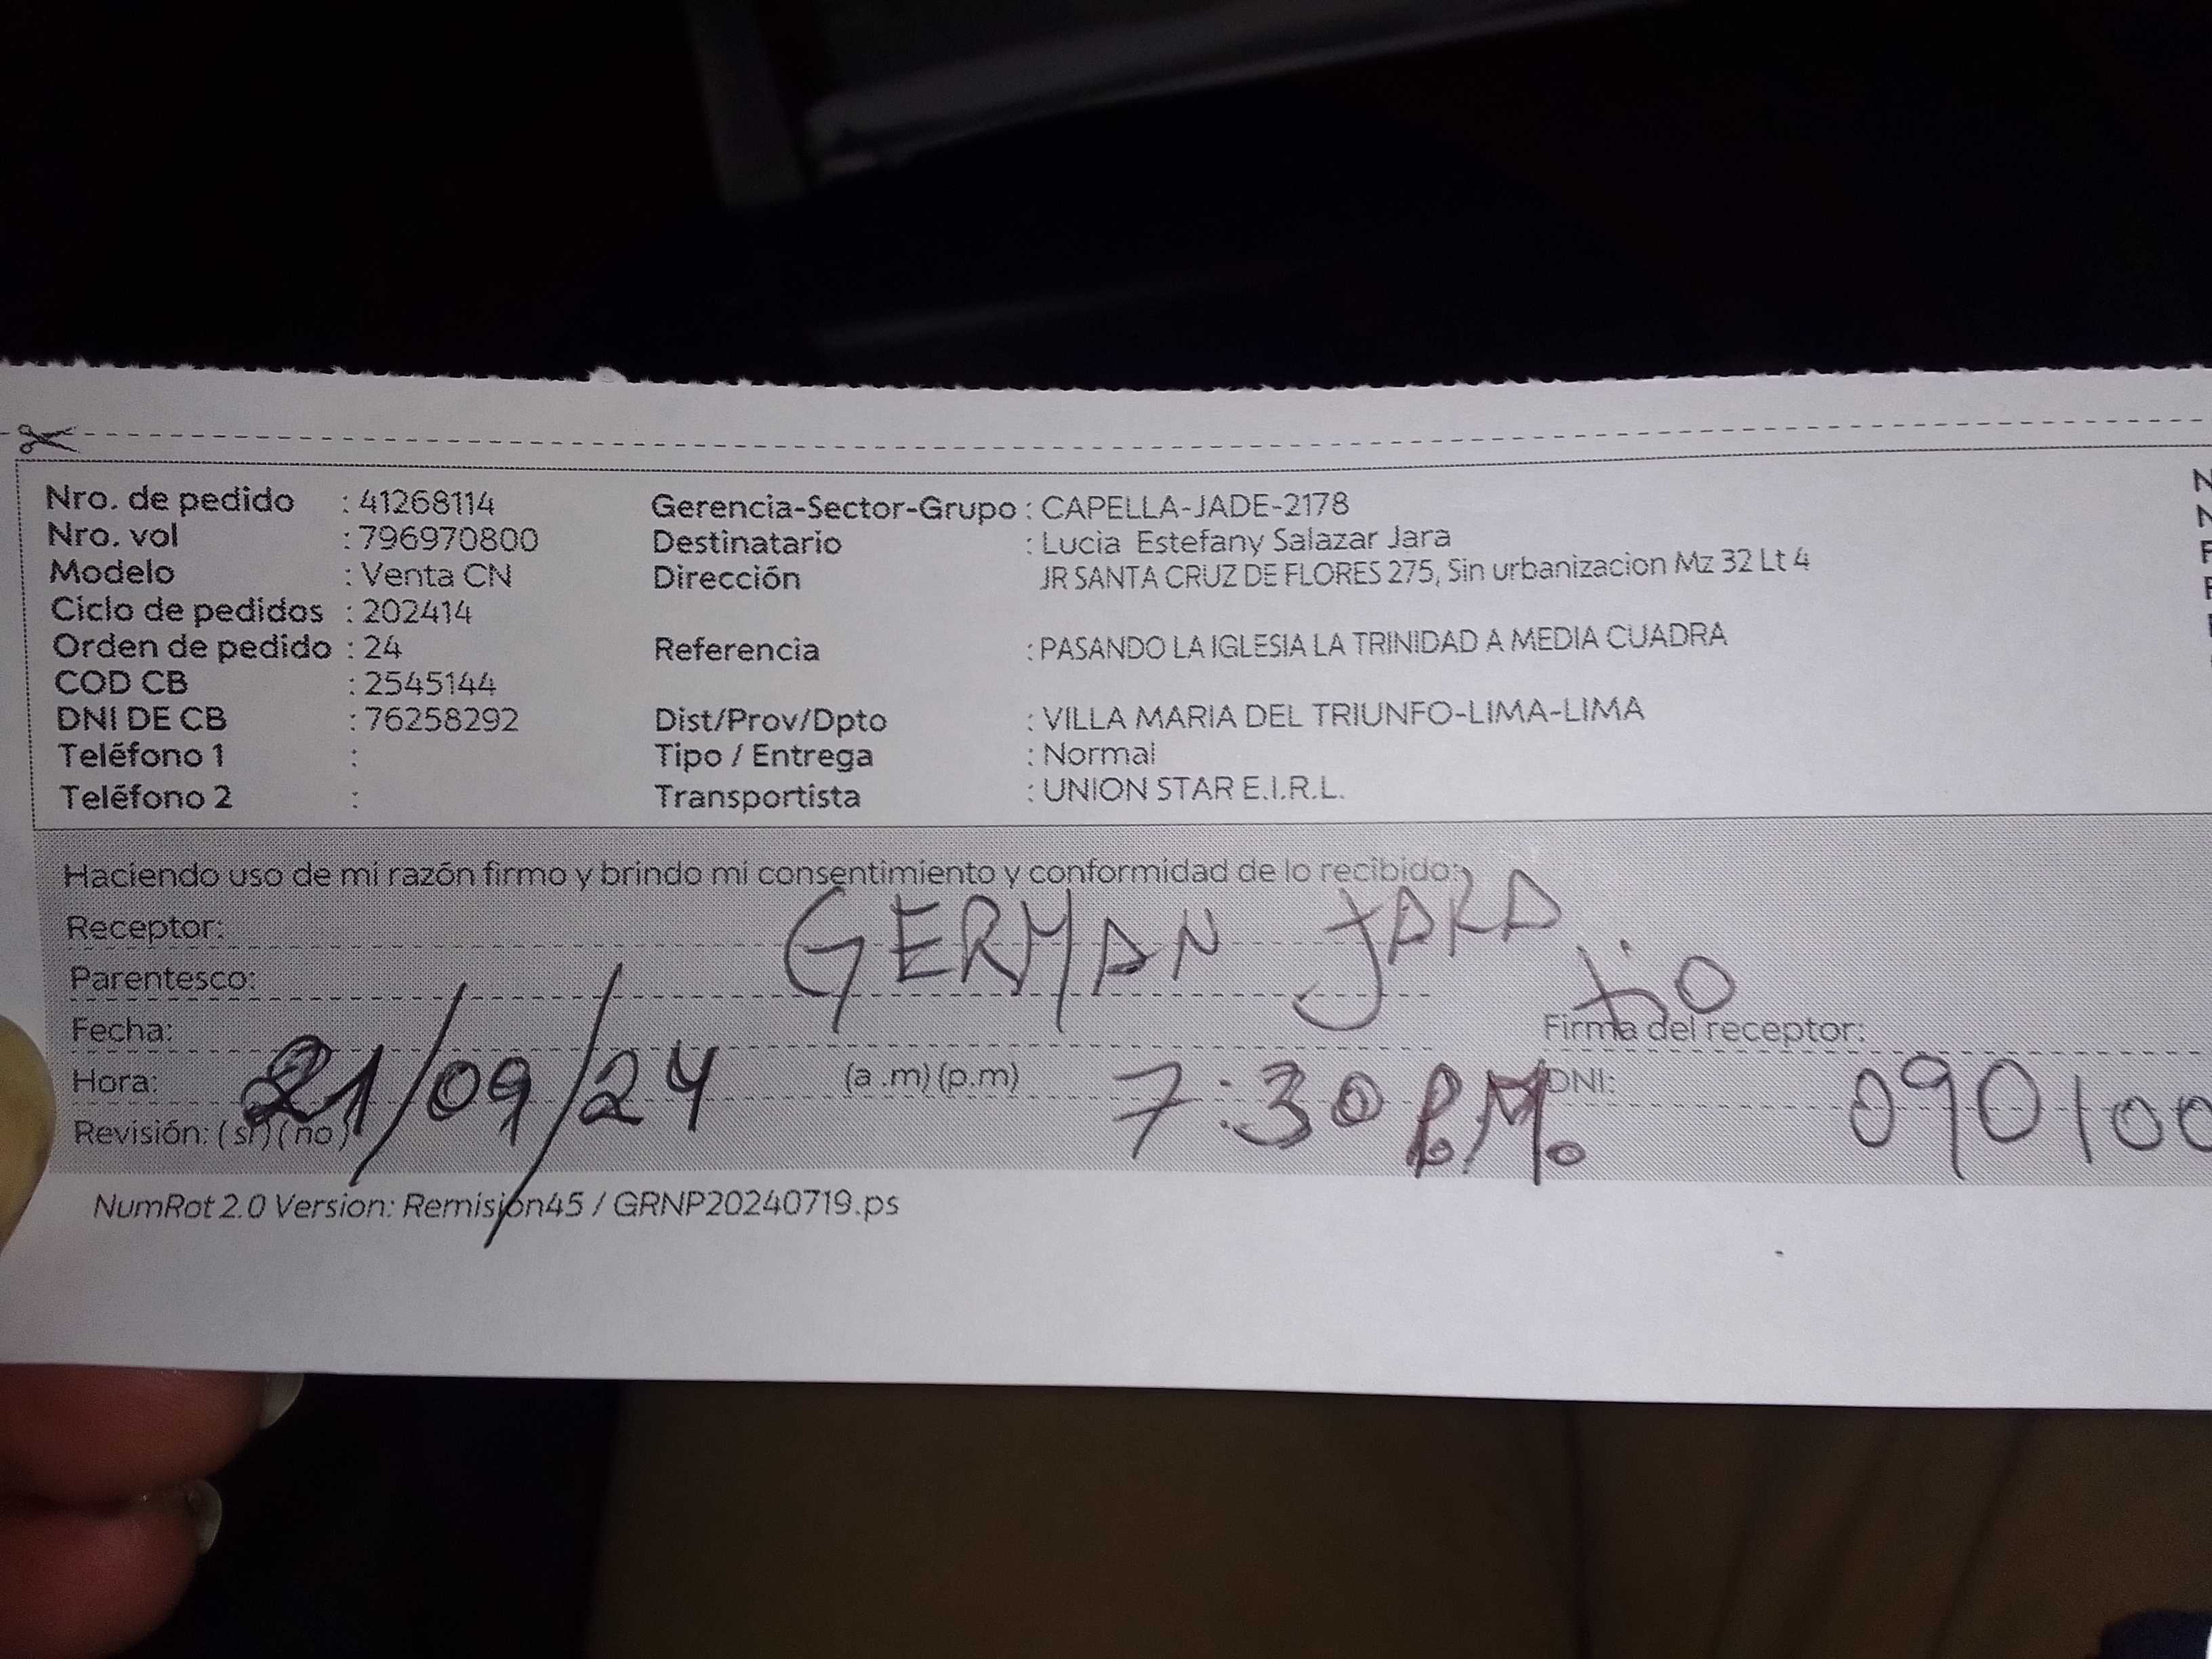 Nro. de pedido : 41268114 Gerencia-Sector-Grupo : CAPELLA-JADE-2178
Nro. vol : 796970800 Destinatario : Lucia Estefany Salazar Jara
Modelo : Venta CN Dirección JR SANTA CRUZ DE FLORES 275, Sin urbanizacion Mz 32 Lt 4
Ciclo de pedidos : 202414
Orden de pedido : 24 Referencia : PASANDO LA IGLESIA LA TRINIDAD A MEDIA CUADRA
COD CB : 2545144
DNI DE CB : 76258292 Dist/Prov/Dpto : VILLA MARIA DEL TRIUNFO-LIMA-LIMA
Teléfono 1 : Tipo / Entrega : Normal
Teléfono 2 : Transportista : UNION STAR E.I.R.L.
Haciendo uso de mi razón firmo y brindo mi consentimiento y conformidad de lo recibido:
Receptor: GERMAN JARA
Parentesco: tio
Fecha: Firma del receptor:
Hora: 21/09/24 (a .m) (p.m) 7:30 P.M. DNI: 090100
Revisión: ( si ) ( no )
NumRot 2.0 Version: Remision45 / GRNP20240719.ps